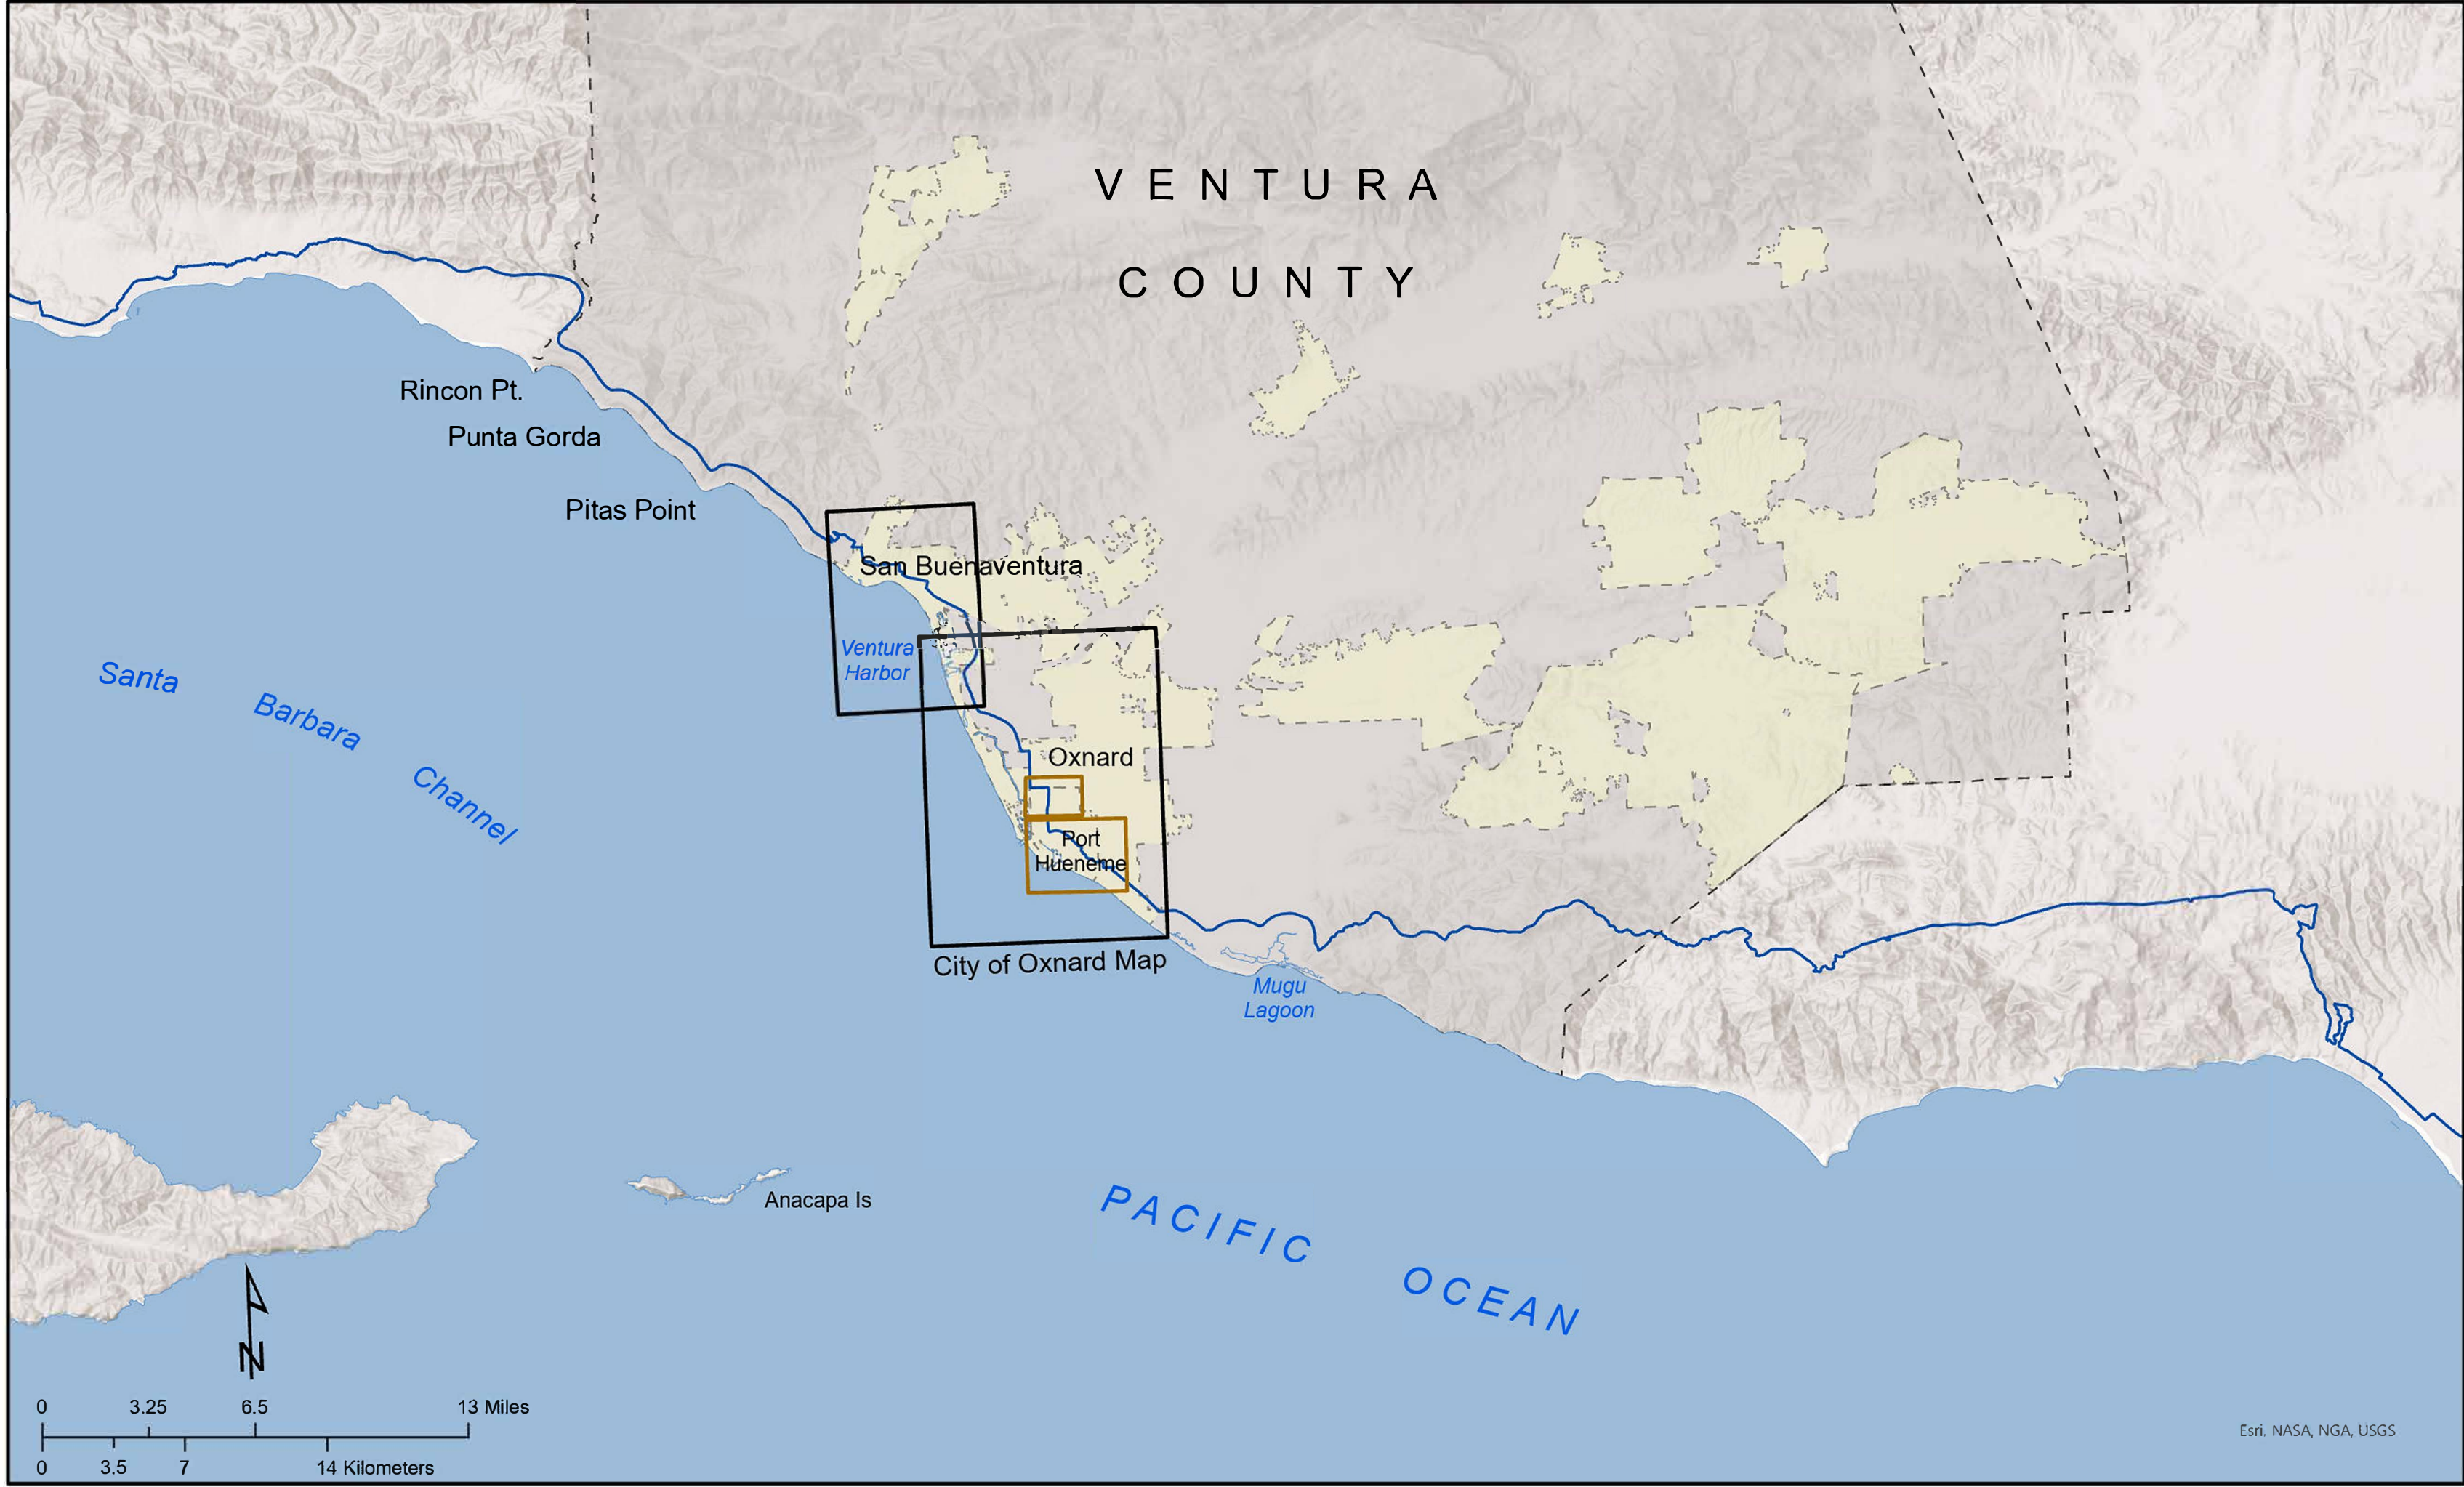 VENTURA
COUNTY
Rincon Pt.
Punta Gorda
Pitas Point
San Buenaventura
Ventura
Harbor
Santa Barbara Channel
Oxnard
Port
Hueneme
City of Oxnard Map
Mugu
Lagoon
Anacapa Is
PACIFIC OCEAN
N
0 3.25 6.5 13 Miles
0 3.5 7 14 Kilometers
Esri, NASA, NGA, USGS